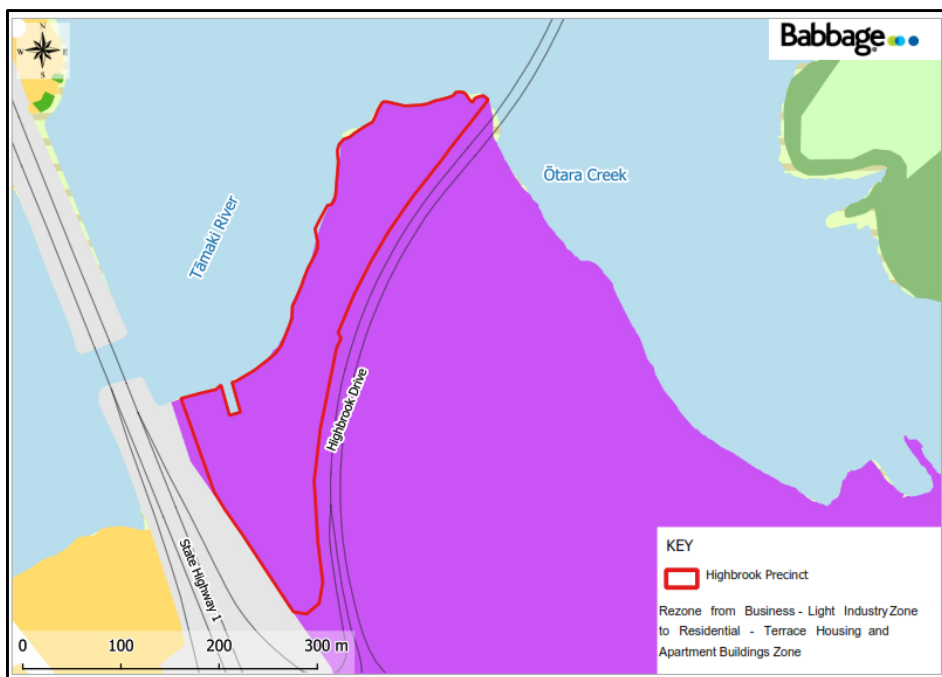 N
W E
S
Babbage
Ōtara Creek
Tāmaki River
Highbrook Drive
State Highway 1
0 100 200 300 m
KEY
Highbrook Precinct
Rezone from Business - Light Industry Zone
to Residential - Terrace Housing and
Apartment Buildings Zone